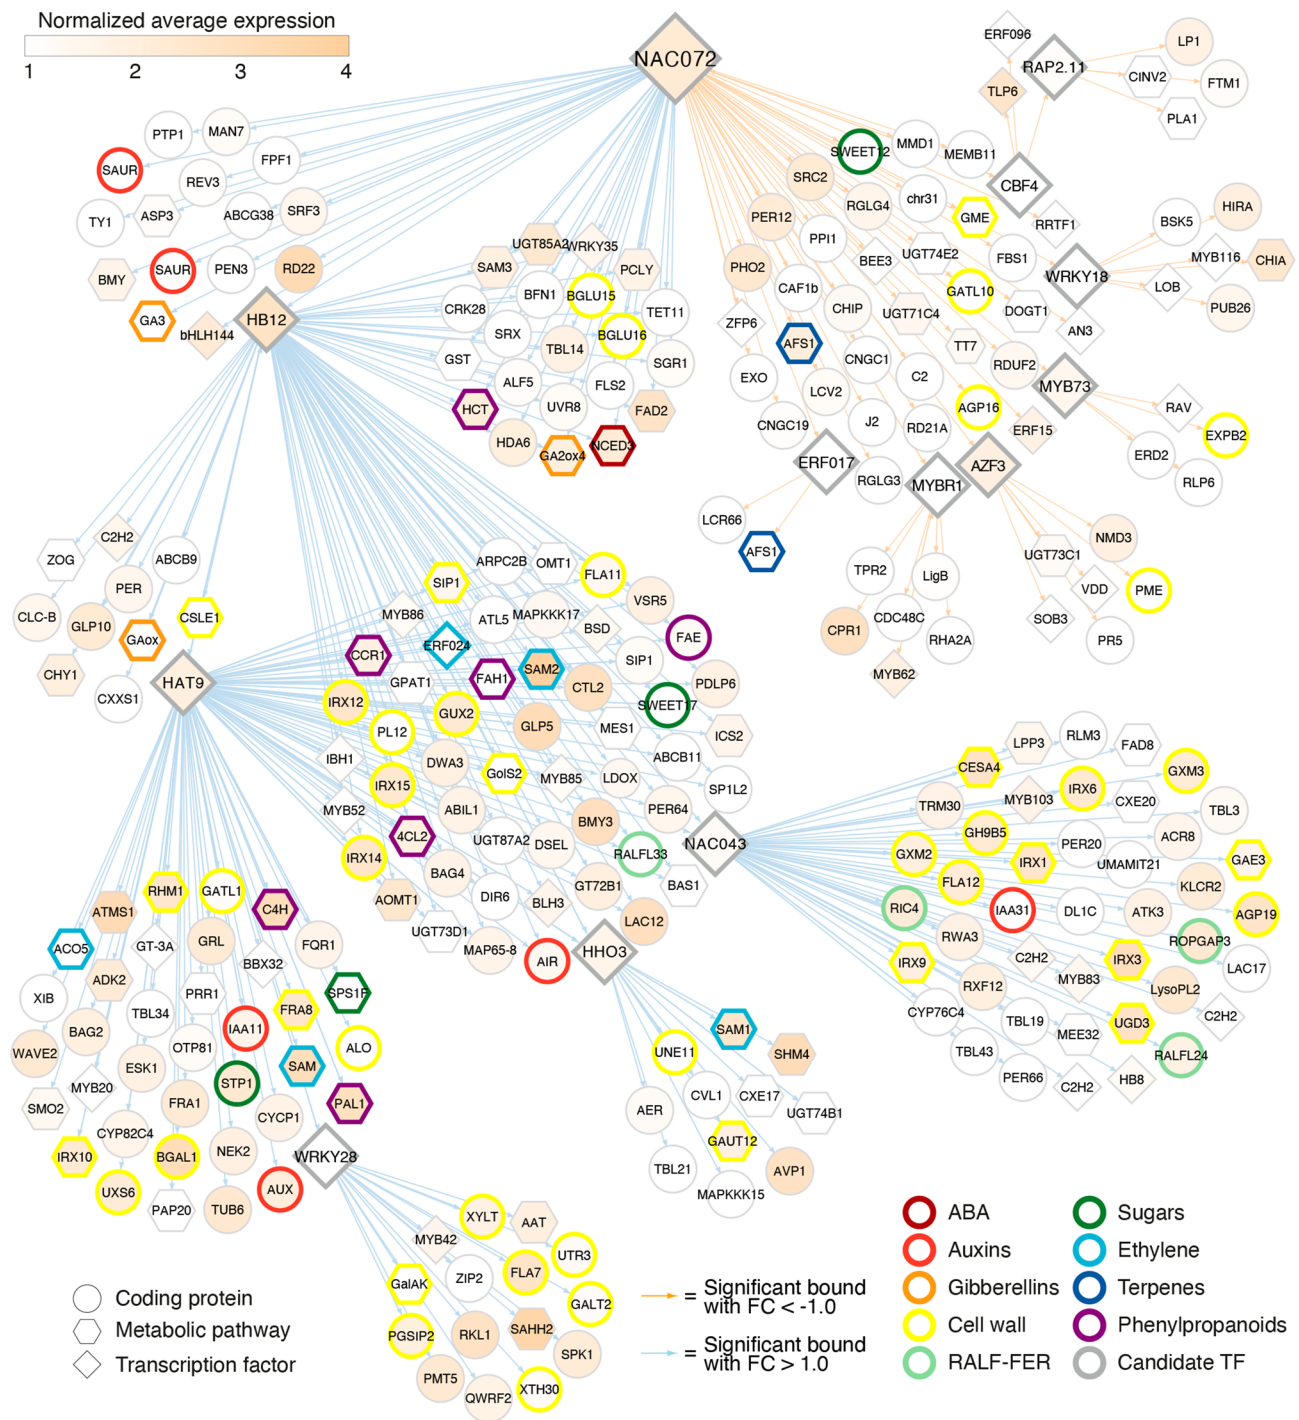 Normalized average expression
1 2 3 4
NAC072
ERF096
LP1
RAP2.11
CINV2
FTM1
TLP6
PLA1
PTP1
MAN7
SAUR
FPF1
REV3
TY1
ASP3
ABCG38
SRF3
BMY
SAUR
PEN3
RD22
GA3
bHLH144
HB12
SWEET12
MMD1
MEMB11
SRC2
CBF4
RGLG4
chr31
GME
RRTF1
PER12
PPI1
BEE3
UGT74E2
FBS1
BSK5
HIRA
WRKY18
MYB116
CHIA
LOB
PUB26
PHO2
CAF1b
GATL10
DOGT1
AN3
CHIP
UGT71C4
ZFP6
AFS1
TT7
RDUF2
MYB73
CNGC1
C2
EXO
LCV2
AGP16
RAV
EXPB2
CNGC19
J2
RD21A
ERF15
ERD2
RLP6
ERF017
RGLG3
MYBR1
AZF3
UGT85A2
WRKY35
SAM3
PCLY
BFN1
BGLU15
CRK28
TET11
SRX
BGLU16
TBL14
GST
SGR1
ALF5
FLS2
HCT
UVR8
FAD2
HDA6
GA2ox4
NCED3
LCR66
AFS1
TPR2
LigB
CDC48C
CPR1
RHA2A
MYB62
NMD3
UGT73C1
VDD
PME
SOB3
PR5
ZOG
C2H2
ABCB9
PER
CLC-B
GLP10
CSLE1
GAox
CHY1
CXXS1
HAT9
ARPC2B
OMT1
FLA11
SIP1
VSR5
MYB86
ATL5
MAPKKK17
BSD
FAE
ERF024
CCR1
SIP1
GPAT1
FAH1
SAM2
CTL2
PDLP6
IRX12
GUX2
SWEET17
GLP5
MES1
ICS2
PL12
ABCB11
IBH1
DWA3
GolS2
MYB85
LDOX
IRX15
SP1L2
MYB52
ABIL1
PER64
BMY3
4CL2
UGT87A2
DSEL
RALFL33
NAC043
IRX14
BAG4
GT72B1
BAS1
AOMT1
DIR6
BLH3
LAC12
UGT73D1
MAP65-8
AIR
HHO3
LPP3
RLM3
FAD8
CESA4
GXM3
IRX6
TRM30
MYB103
CXE20
TBL3
GH9B5
PER20
ACR8
GXM2
IRX1
UMAMIT21
GAE3
FLA12
KLCR2
RIC4
IAA31
DL1C
ATK3
AGP19
RWA3
ROPGAP3
C2H2
IRX9
IRX3
LAC17
MYB83
RXF12
LysoPL2
CYP76C4
TBL19
UGD3
C2H2
MEE32
TBL43
RALFL24
PER66
C2H2
HB8
RHM1
GATL1
ATMS1
C4H
ACO5
GT-3A
GRL
FQR1
ADK2
BBX32
XIB
PRR1
SPS1F
TBL34
FRA8
BAG2
IAA11
OTP81
ALO
WAVE2
ESK1
SAM
MYB20
STP1
SMO2
FRA1
PAL1
CYCP1
CYP82C4
IRX10
BGAL1
NEK2
WRKY28
UXS6
AUX
PAP20
TUB6
SAM1
UNE11
SHM4
AER
CVL1
CXE17
UGT74B1
GAUT12
TBL21
AVP1
MAPKKK15
XYLT
AAT
MYB42
UTR3
GalAK
ZIP2
FLA7
GALT2
PGSIP2
RKL1
SAHH2
SPK1
PMT5
QWRF2
XTH30
Coding protein
Metabolic pathway
Transcription factor
= Significant bound
with FC < -1.0
= Significant bound
with FC > 1.0
ABA
Auxins
Gibberellins
Cell wall
RALF-FER
Sugars
Ethylene
Terpenes
Phenylpropanoids
Candidate TF